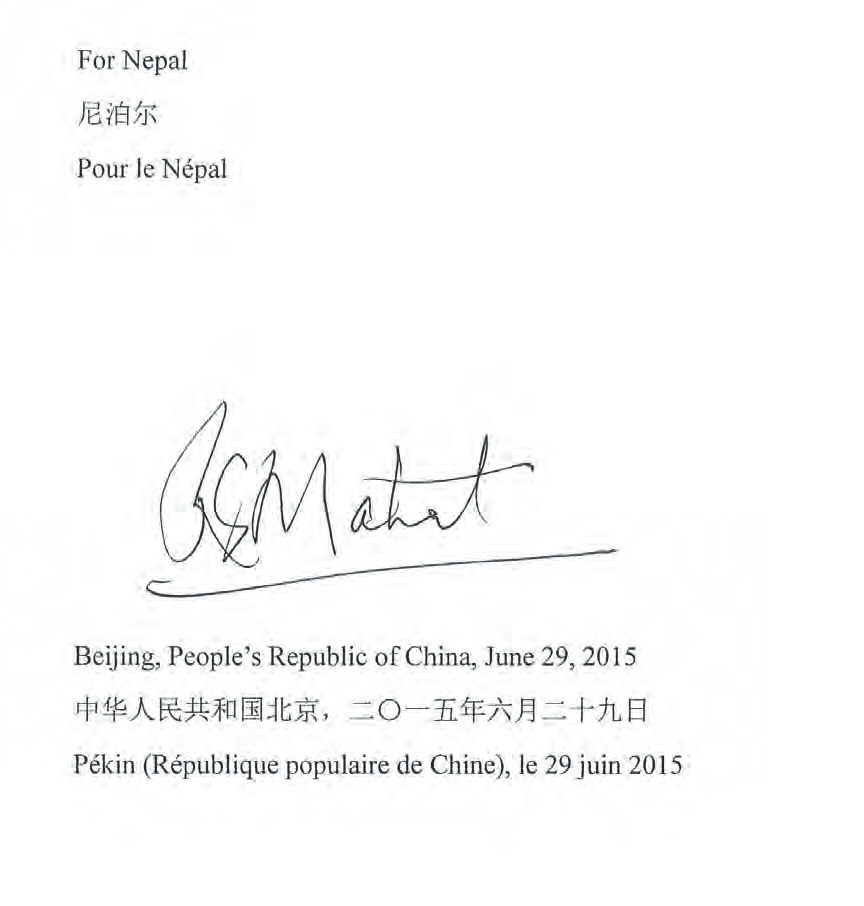 For Nepal
尼泊尔
Pour le Népal
RSMahat
Beijing, People’s Republic of China, June 29, 2015
中华人民共和国北京，二〇一五年六月二十九日
Pékin (République populaire de Chine), le 29 juin 2015